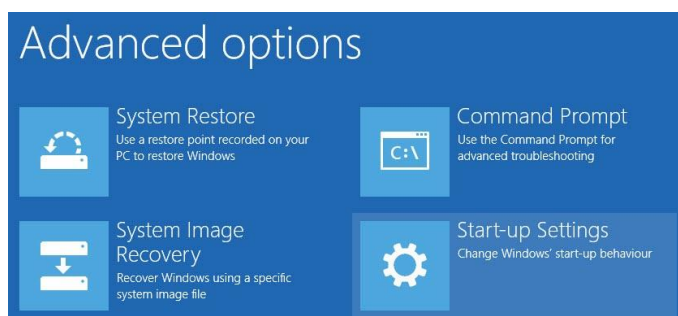 Advanced options
System Restore
Use a restore point recorded on your
PC to restore Windows
Command Prompt
C:\
Use the Command Prompt for
advanced troubleshooting
System Image
Recovery
Recover Windows using a specific
system image file
Start-up Settings
Change Windows' start-up behaviour